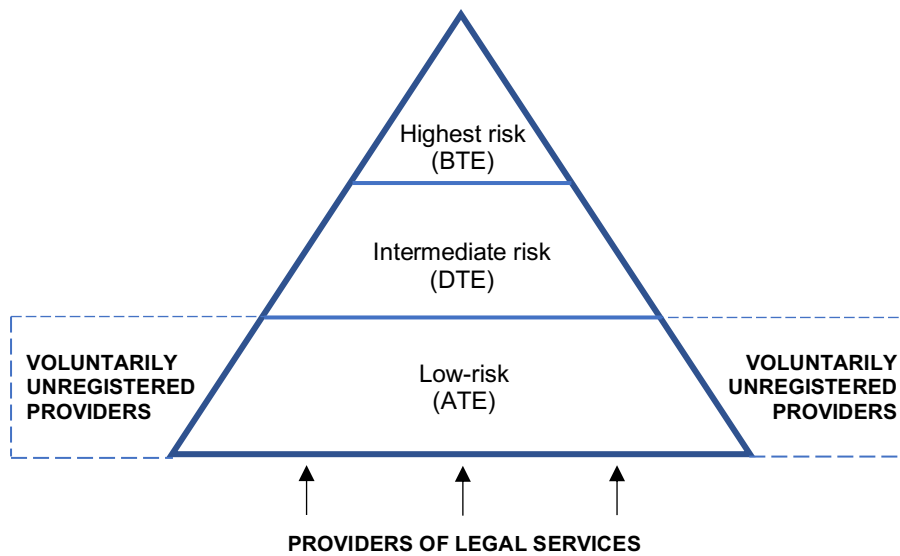 Highest risk
(BTE)
Intermediate risk
(DTE)
VOLUNTARILY
UNREGISTERED
PROVIDERS
Low-risk
(ATE)
VOLUNTARILY
UNREGISTERED
PROVIDERS
PROVIDERS OF LEGAL SERVICES